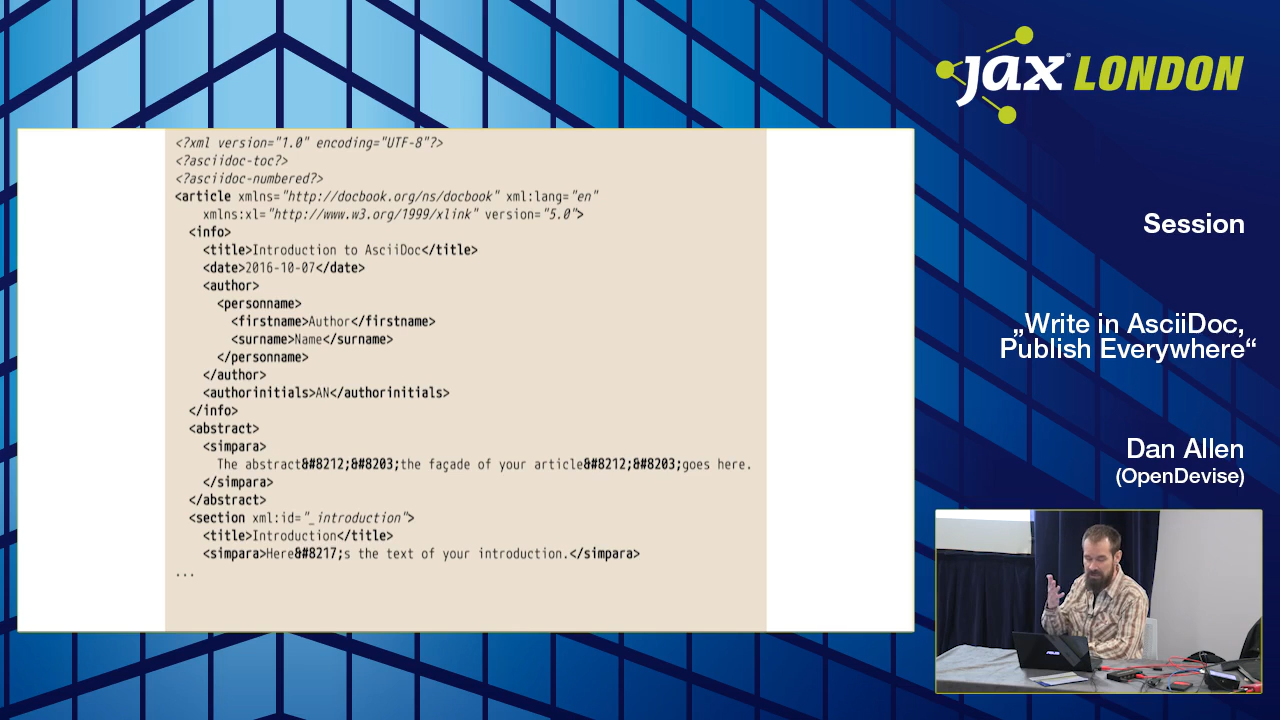 <?xml version="1.0" encoding="UTF-8"?>
<?asciidoc-toc?>
<?asciidoc-numbered?>
<article xmlns="http://docbook.org/ns/docbook" xml:lang="en"
xmlns:xl="http://www.w3.org/1999/xlink" version="5.0">
<info>
<title>Introduction to AsciiDoc</title>
<date>2016-10-07</date>
<author>
<personname>
<firstname>Author</firstname>
<surname>Name</surname>
</personname>
</author>
<authorinitials>AN</authorinitials>
</info>
<abstract>
<simpara>
The abstract&#8212;&#8203;the façade of your article&#8212;&#8203;goes here.
</simpara>
</abstract>
<section xml:id="_introduction">
<title>Introduction</title>
<simpara>Here&#8217;s the text of your introduction.</simpara>
...
jax® LONDON
Session
„Write in AsciiDoc,
Publish Everywhere“
Dan Allen
(OpenDevise)
ASUS